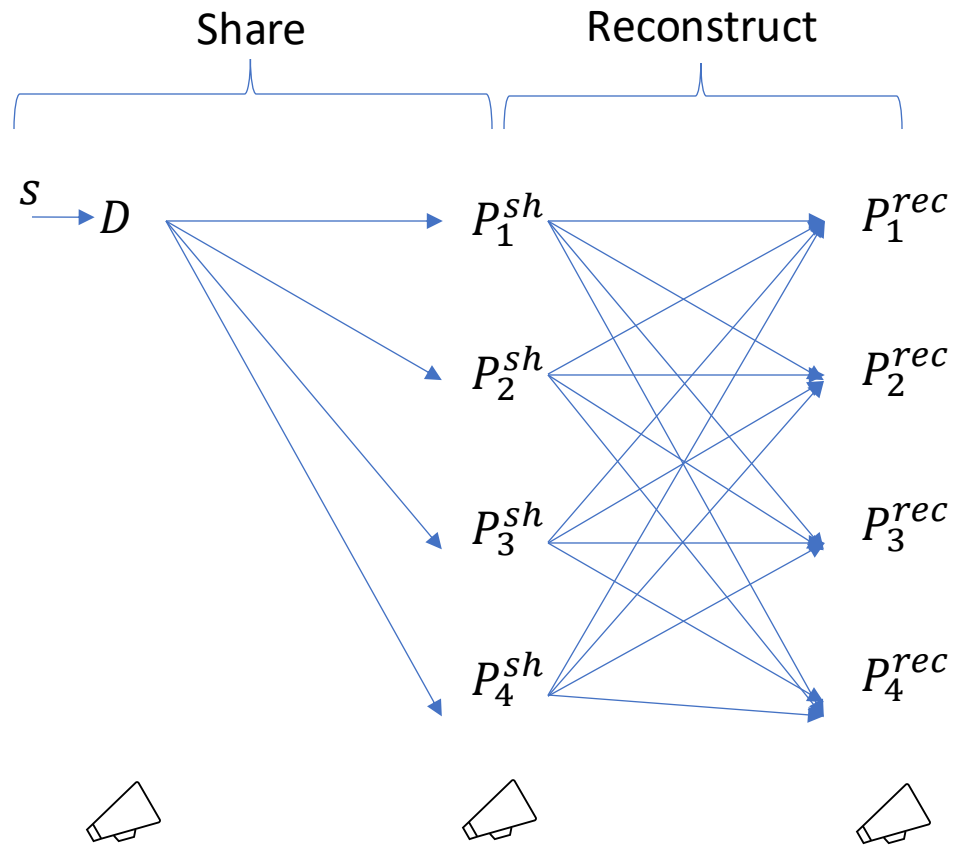 Share
Reconstruct
s
D
P_1^{sh}
P_1^{rec}
P_2^{sh}
P_2^{rec}
P_3^{sh}
P_3^{rec}
P_4^{sh}
P_4^{rec}